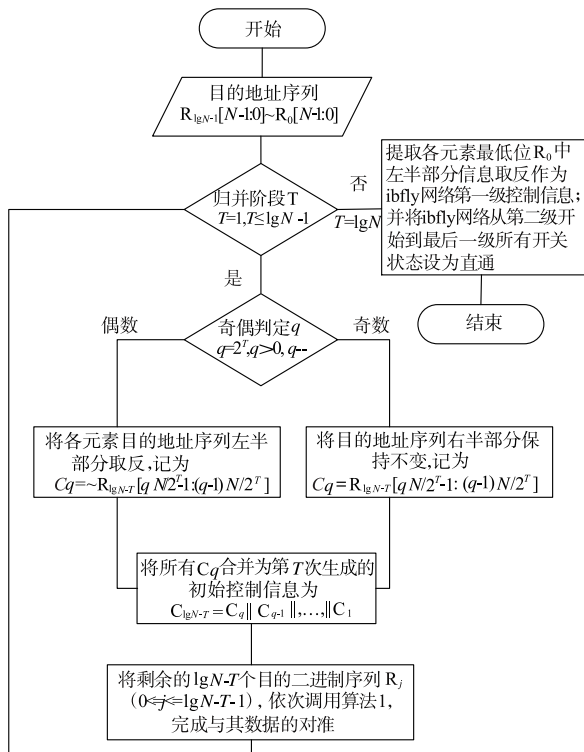 开始
目的地址序列
R_{lgN-1}[N-1:0]~R_0[N-1:0]
归并阶段T
T=1,T≤lgN-1
否
T=lgN
提取各元素最低位R_0中
左半部分信息取反作为
ibfly网络第一级控制信息;
并将ibfly网络从第二级开
始到最后一级所有开关
状态设为直通
结束
是
奇偶判定q
q=2^T,q>0,q--
偶数
奇数
将各元素目的地址序列左半
部分取反,记为
Cq=~R_{lgN-T}[qN/2^T-1:(q-1)N/2^T]
将目的地址序列右半部分保
持不变,记为
Cq=R_{lgN-T}[qN/2^T-1:(q-1)N/2^T]
将所有Cq合并为第T次生成的
初始控制信息为
C_{lgN-T}=C_q||C_{q-1}||,...,||C_1
将剩余的lgN-T个目的二进制序列R_j
(0<=j<=lgN-T-1),依次调用算法1,
完成与其数据的对准